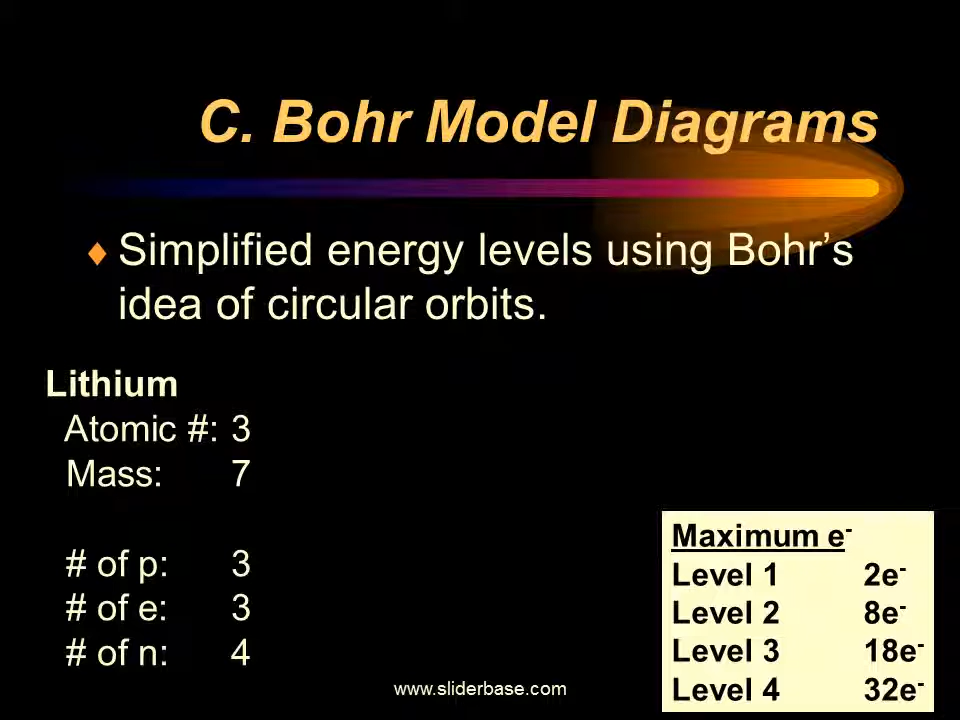 C. Bohr Model Diagrams
♦ Simplified energy levels using Bohr’s
idea of circular orbits.
Lithium
Atomic #: 3
Mass: 7
# of p: 3
# of e: 3
# of n: 4
Maximum e-
Level 1 2e-
Level 2 8e-
Level 3 18e-
Level 4 32e-
www.sliderbase.com